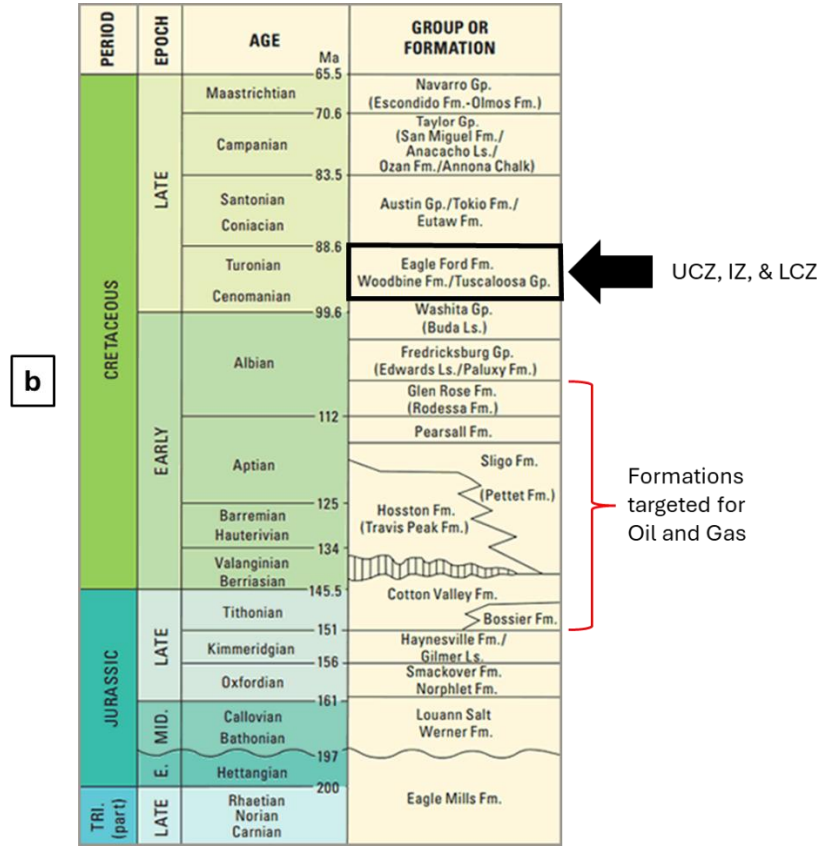 PERIOD
EPOCH
AGE
Ma
GROUP OR
FORMATION
65.5
CRETACEOUS
LATE
Maastrichtian
Navarro Gp.
(Escondido Fm.-Olmos Fm.)
70.6
Campanian
Taylor Gp.
(San Miguel Fm./
Anacacho Ls./
Ozan Fm./Annona Chalk)
83.5
Santonian
Coniacian
Austin Gp./Tokio Fm./
Eutaw Fm.
88.6
Turonian
Cenomanian
Eagle Ford Fm.
Woodbine Fm./Tuscaloosa Gp.
UCZ, IZ, & LCZ
99.6
Washita Gp.
(Buda Ls.)
b
EARLY
Albian
Fredricksburg Gp.
(Edwards Ls./Paluxy Fm.)
Glen Rose Fm.
(Rodessa Fm.)
112
Pearsall Fm.
Aptian
Sligo Fm.
(Pettet Fm.)
125
Barremian
Hauterivian
Hosston Fm.
(Travis Peak Fm.)
134
Valanginian
Berriasian
Formations
targeted for
Oil and Gas
145.5
JURASSIC
LATE
Cotton Valley Fm.
Tithonian
Bossier Fm.
151
Kimmeridgian
Haynesville Fm./
Gilmer Ls.
156
Oxfordian
Smackover Fm.
Norphlet Fm.
161
MID.
Callovian
Bathonian
Louann Salt
Werner Fm.
197
E.
Hettangian
200
TRI.
(part)
LATE
Rhaetian
Norian
Carnian
Eagle Mills Fm.